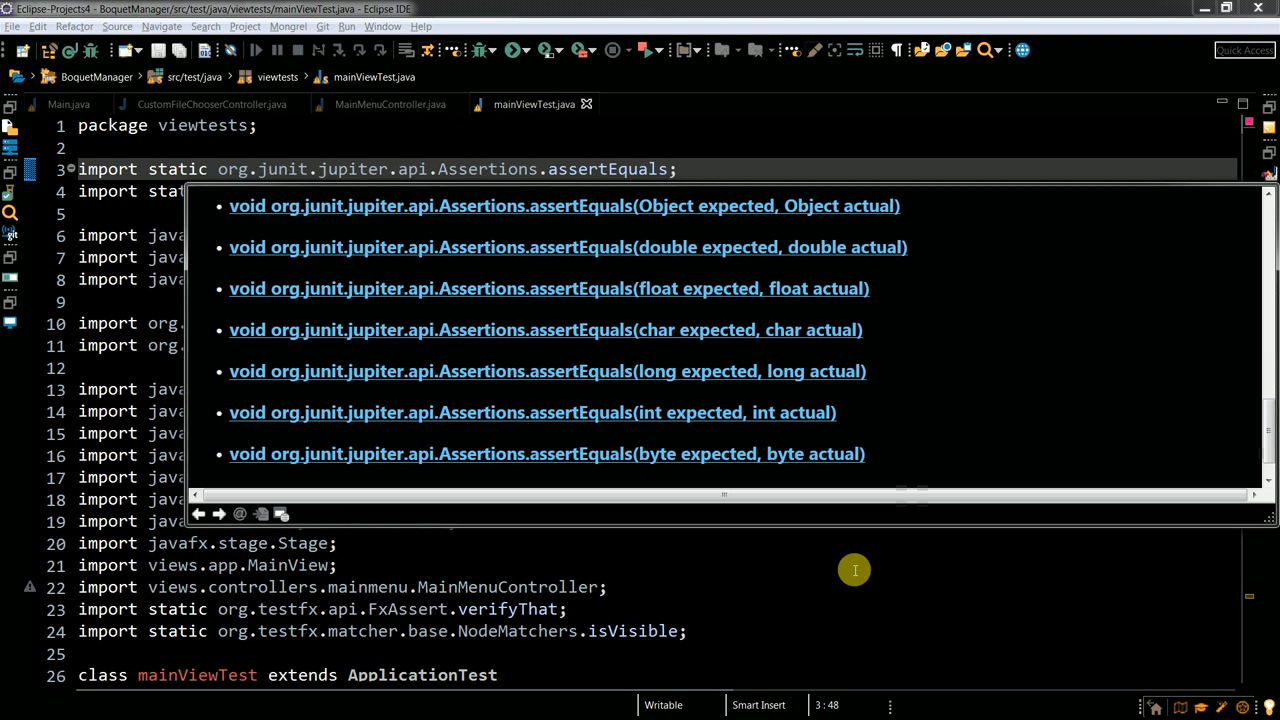 Eclipse-Projects4 - BoquetManager/src/test/java/viewtests/mainViewTest.java - Eclipse IDE
File Edit Refactor Source Navigate Search Project Mongrel Git Run Window Help
Quick Access
BoquetManager src/test/java viewtests mainViewTest.java
Main.java CustomFileChooserController.java MainMenuController.java mainViewTest.java
1 package viewtests;
2
3 import static org.junit.jupiter.api.Assertions.assertEquals;
4 import stat
void org.junit.jupiter.api.Assertions.assertEquals(Object expected, Object actual)
5
6 import java
void org.junit.jupiter.api.Assertions.assertEquals(double expected, double actual)
7 import java
8 import java
void org.junit.jupiter.api.Assertions.assertEquals(float expected, float actual)
9
10 import org.
void org.junit.jupiter.api.Assertions.assertEquals(char expected, char actual)
11 import org.
12
void org.junit.jupiter.api.Assertions.assertEquals(long expected, long actual)
13 import java
14 import java
void org.junit.jupiter.api.Assertions.assertEquals(int expected, int actual)
15 import java
16 import java
void org.junit.jupiter.api.Assertions.assertEquals(byte expected, byte actual)
17 import java
18 import java
19 import java
20 import javafx.stage.Stage;
21 import views.app.MainView;
22 import views.controllers.mainmenu.MainMenuController;
23 import static org.testfx.api.FxAssert.verifyThat;
24 import static org.testfx.matcher.base.NodeMatchers.isVisible;
25
26 class mainViewTest extends ApplicationTest
Writable Smart Insert 3 : 48